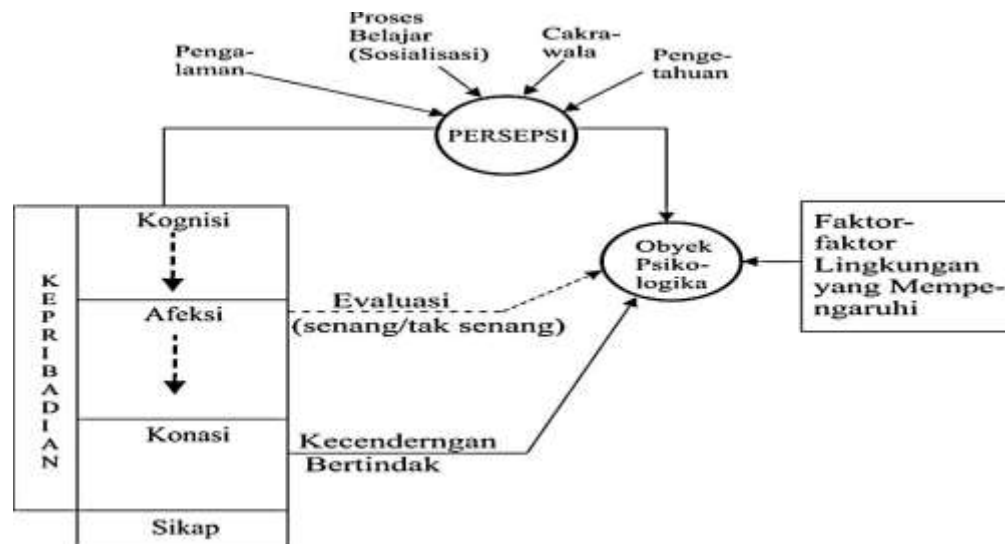 Proses
Belajar
(Sosialisasi)
Cakra-
wala
Penga-
laman
Penge-
tahuan
PERSEPSI
KEPRIBADIAN
Kognisi
Afeksi
Konasi
Sikap
Evaluasi
(senang/tak senang)
Kecenderngan
Bertindak
Obyek
Psiko-
logika
Faktor-
faktor
Lingkungan
yang Mempe-
ngaruhi